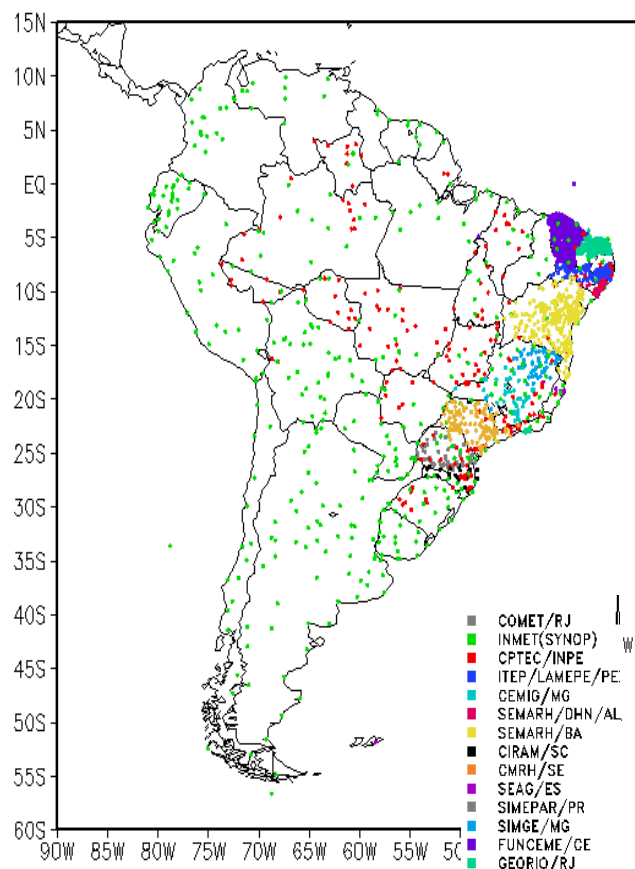 15N
10N
5N
EQ
5S
10S
15S
20S
25S
30S
35S
40S
45S
50S
55S
60S
90W 85W 80W 75W 70W 65W 60W 55W 50
W
COMET/RJ
INMET(SYNOP)
CPTEC/INPE
ITEP/LAMEPE/PE
CEMIG/MG
SEMARH/DHN/AL
SEMARH/BA
CIRAM/SC
CMRH/SE
SEAG/ES
SIMEPAR/PR
SIMGE/MG
FUNCEME/CE
GEORIO/RJ